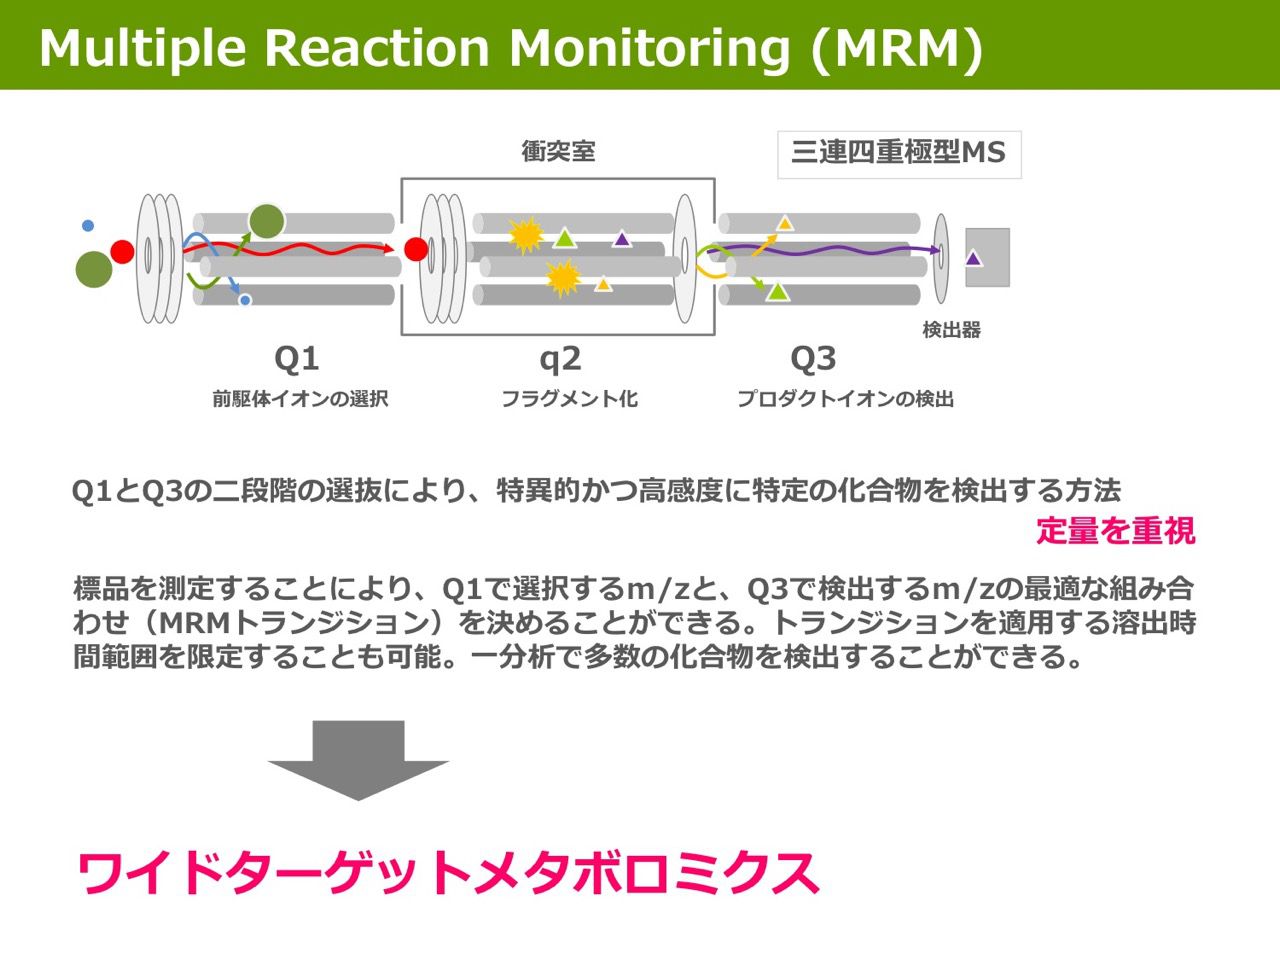 Multiple Reaction Monitoring (MRM)
衝突室
三連四重極型MS
検出器
Q1
q2
Q3
前駆体イオンの選択
フラグメント化
プロダクトイオンの検出
Q1とQ3の二段階の選抜により、特異的かつ高感度に特定の化合物を検出する方法
定量を重視
標品を測定することにより、Q1で選択するm/zと、Q3で検出するm/zの最適な組み合
わせ（MRMトランジション）を決めることができる。トランジションを適用する溶出時
間範囲を限定することも可能。一分析で多数の化合物を検出することができる。
ワイドターゲットメタボロミクス